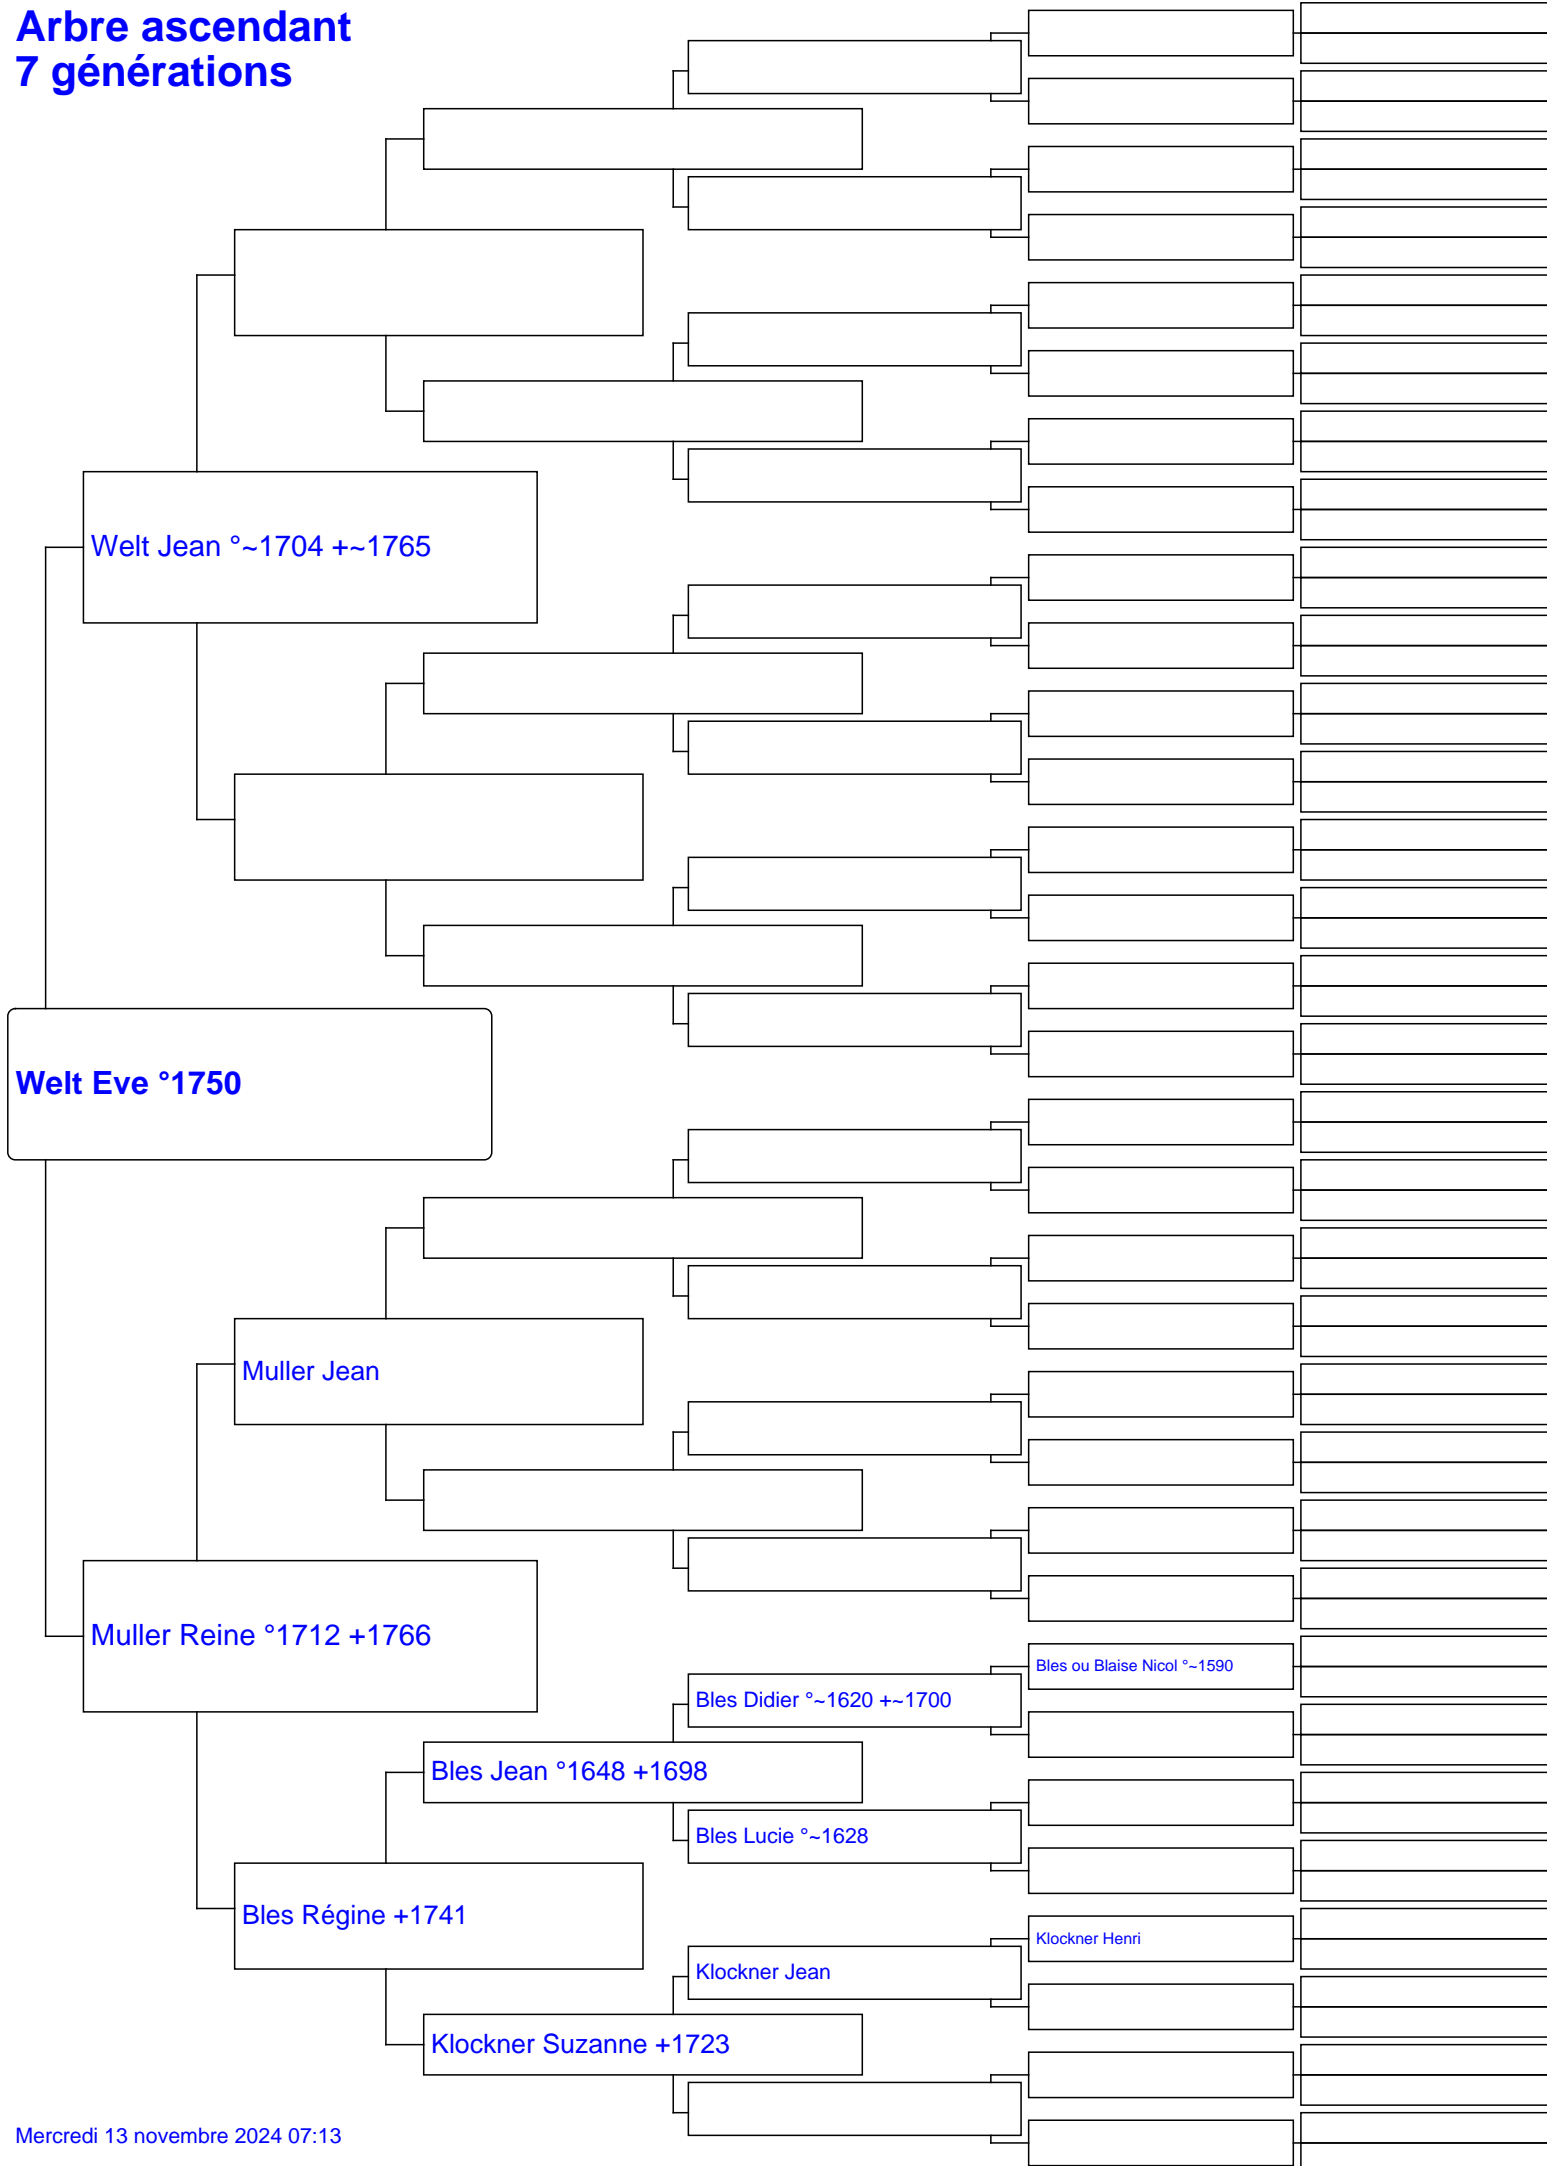 Arbre ascendant
7 générations
Welt Jean °~1704 +~1765
Welt Eve °1750
Muller Jean
Muller Reine °1712 +1766
Bles ou Blaise Nicol °~1590
Bles Didier °~1620 +~1700
Bles Jean °1648 +1698
Bles Lucie °~1628
Bles Régine +1741
Klockner Henri
Klockner Jean
Klockner Suzanne +1723
Mercredi 13 novembre 2024 07:13